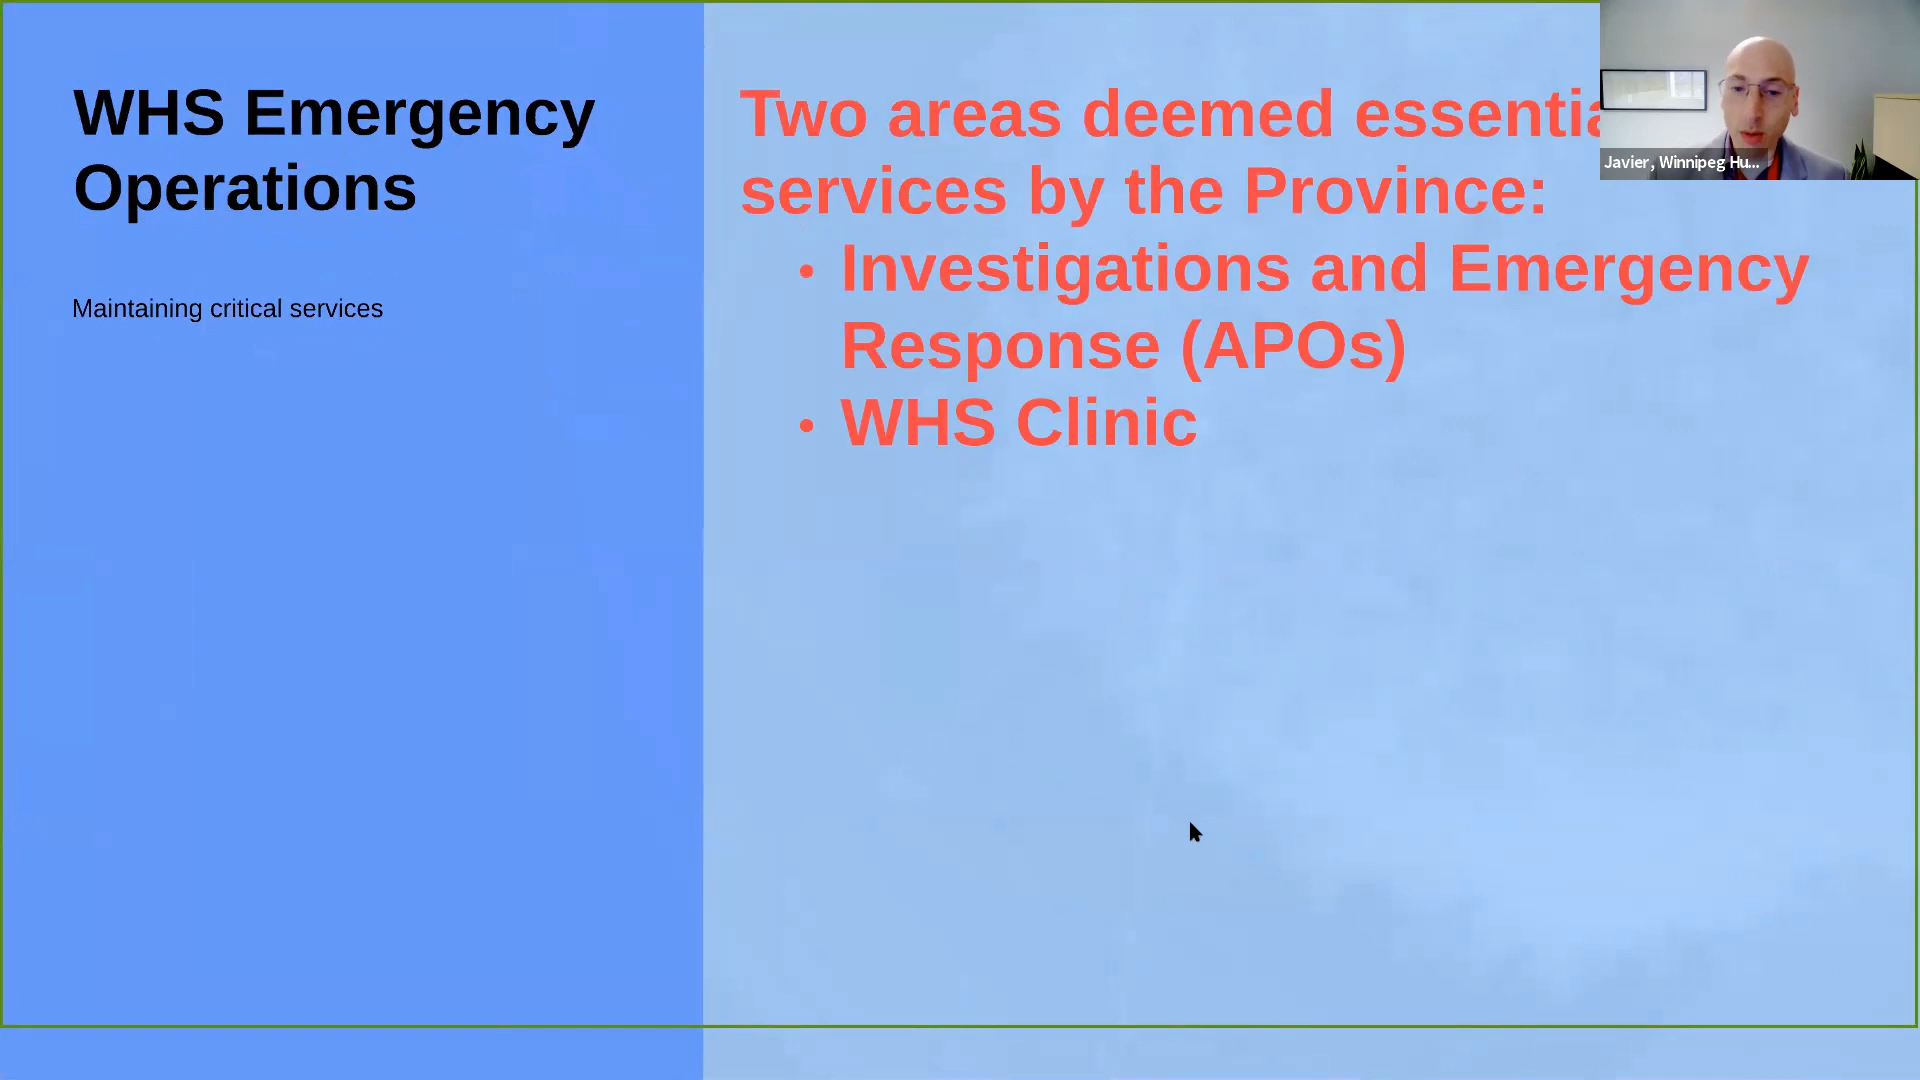 WHS Emergency
Operations
Maintaining critical services
Two areas deemed
services by the Province:
• Investigations and Emergency
Response (APOs)
• WHS Clinic
Javier, Winnipeg Hu...